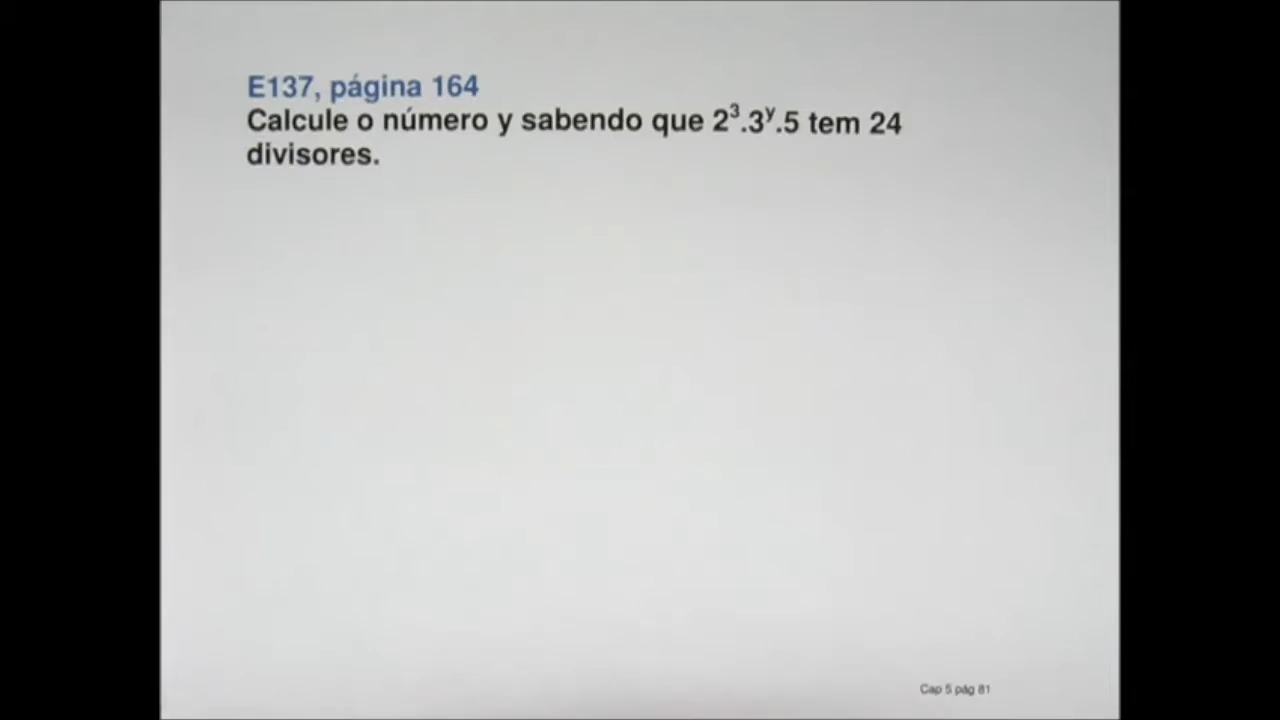 E137, página 164
Calcule o número y sabendo que 2³.3ʸ.5 tem 24
divisores.
Cap 5 pág 81